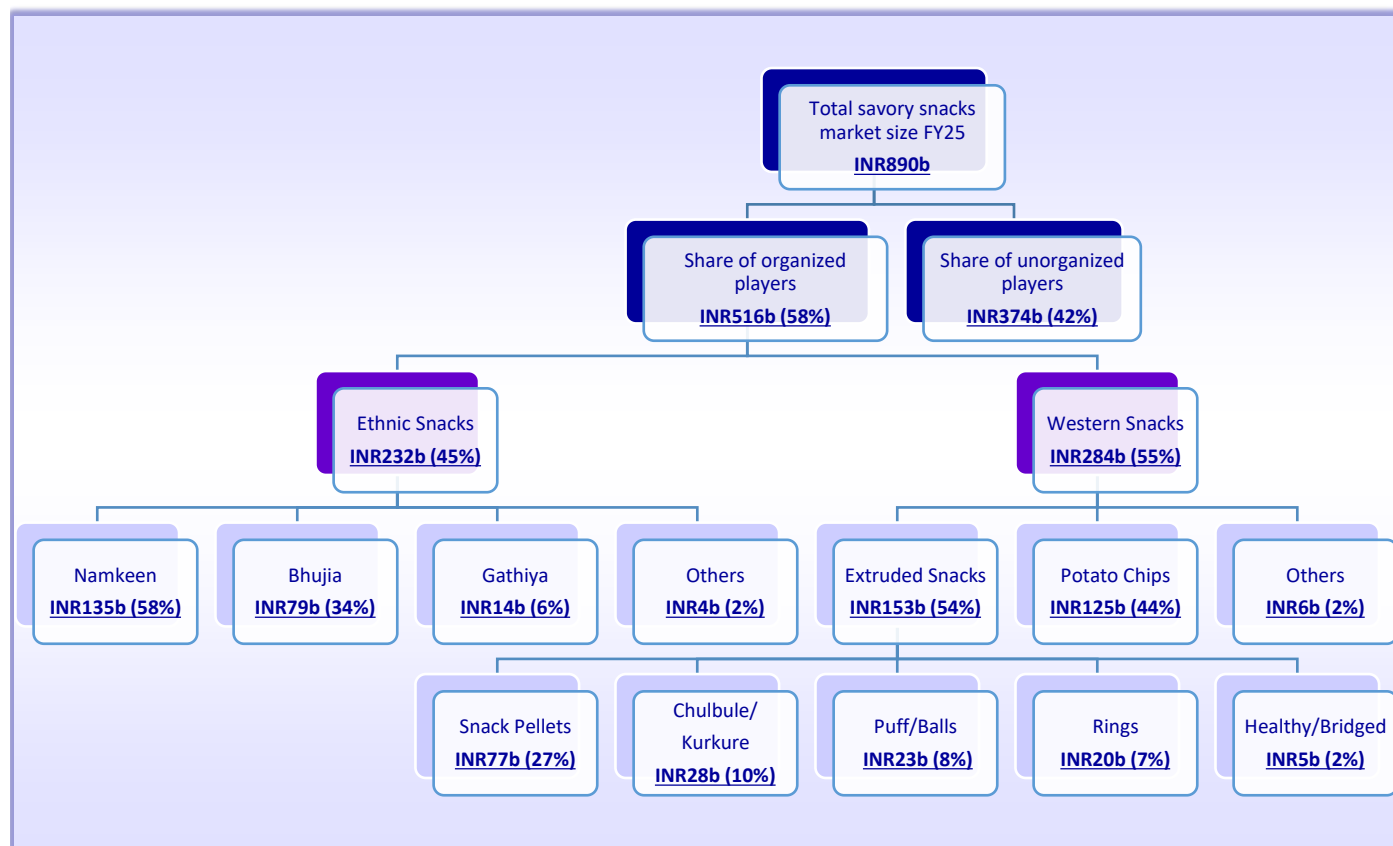 Total savory snacks
market size FY25
INR890b
Share of organized
players
INR516b (58%)
Share of unorganized
players
INR374b (42%)
Ethnic Snacks
INR232b (45%)
Western Snacks
INR284b (55%)
Namkeen
INR135b (58%)
Bhujia
INR79b (34%)
Gathiya
INR14b (6%)
Others
INR4b (2%)
Extruded Snacks
INR153b (54%)
Potato Chips
INR125b (44%)
Others
INR6b (2%)
Snack Pellets
INR77b (27%)
Chulbule/
Kurkure
INR28b (10%)
Puff/Balls
INR23b (8%)
Rings
INR20b (7%)
Healthy/Bridged
INR5b (2%)